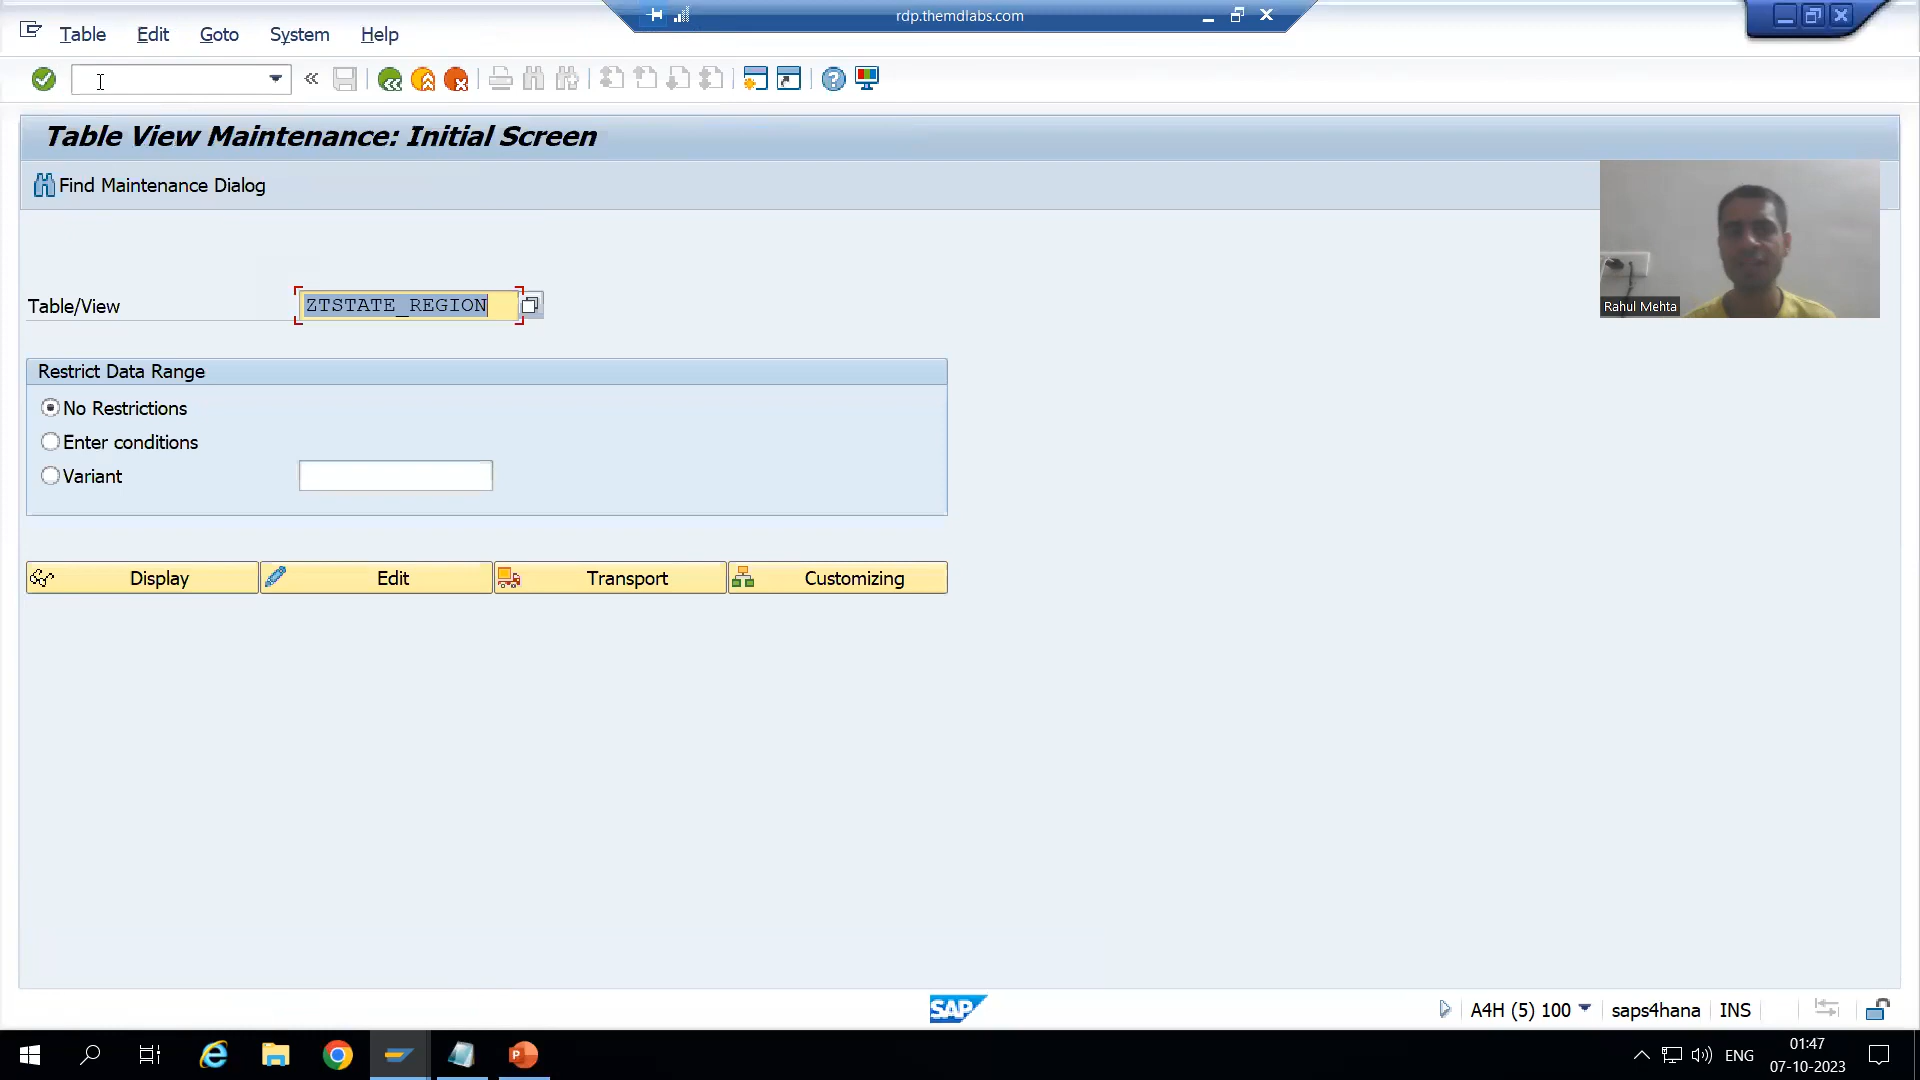 rdp.themdlabs.com
Table Edit Goto System Help
Table View Maintenance: Initial Screen
Find Maintenance Dialog
Rahul Mehta
Table/View ZTSTATE_REGION
Restrict Data Range
No Restrictions
Enter conditions
Variant
Display Edit Transport Customizing
SAP A4H (5) 100 saps4hana INS
ENG 01:47
07-10-2023